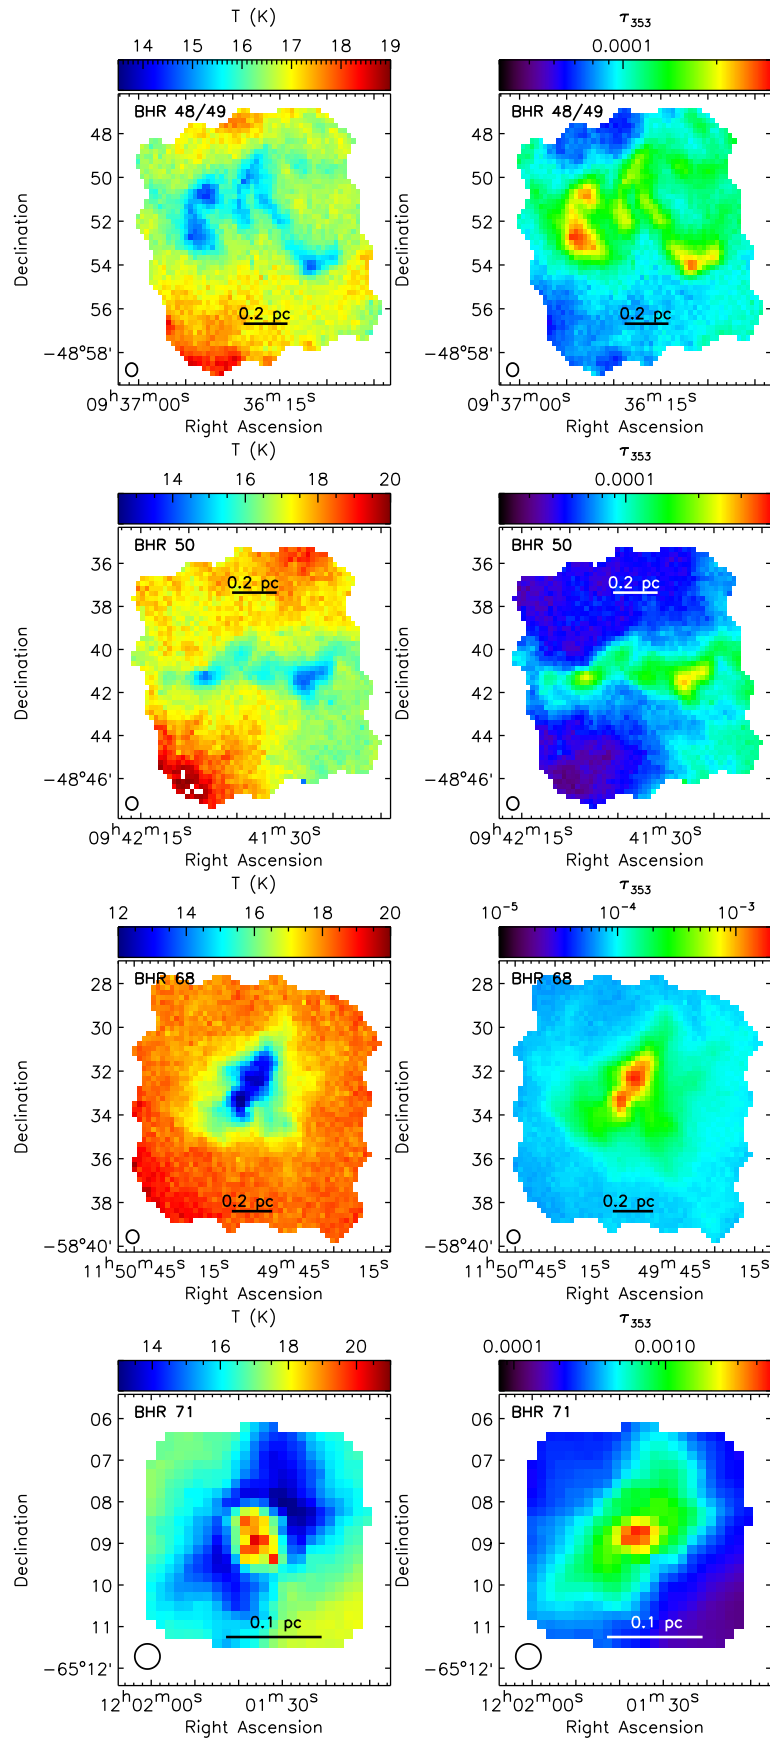 T (K) τ353
14 15 16 17 18 19 0.0001
BHR 48/49 BHR 48/49
48 48
50 50
52 52
54 54
56 56
0.2 pc 0.2 pc
−48°58' −48°58'
Declination Declination
09h37m00s 36m15s 09h37m00s 36m15s
Right Ascension Right Ascension
T (K) τ353
14 16 18 20 0.0001
BHR 50 BHR 50
36 36
0.2 pc 0.2 pc
38 38
40 40
42 42
44 44
−48°46' −48°46'
Declination Declination
09h42m15s 41m30s 09h42m15s 41m30s
Right Ascension Right Ascension
T (K) τ353
12 14 16 18 20 10−5 10−4 10−3
BHR 68 BHR 68
28 28
30 30
32 32
34 34
36 36
38 38
0.2 pc 0.2 pc
−58°40' −58°40'
Declination Declination
11h50m45s 15s 49m45s 15s 11h50m45s 15s 49m45s 15s
Right Ascension Right Ascension
T (K) τ353
14 16 18 20 0.0001 0.0010
BHR 71 BHR 71
06 06
07 07
08 08
09 09
10 10
11 11
0.1 pc 0.1 pc
−65°12' −65°12'
Declination Declination
12h02m00s 01m30s 12h02m00s 01m30s
Right Ascension Right Ascension